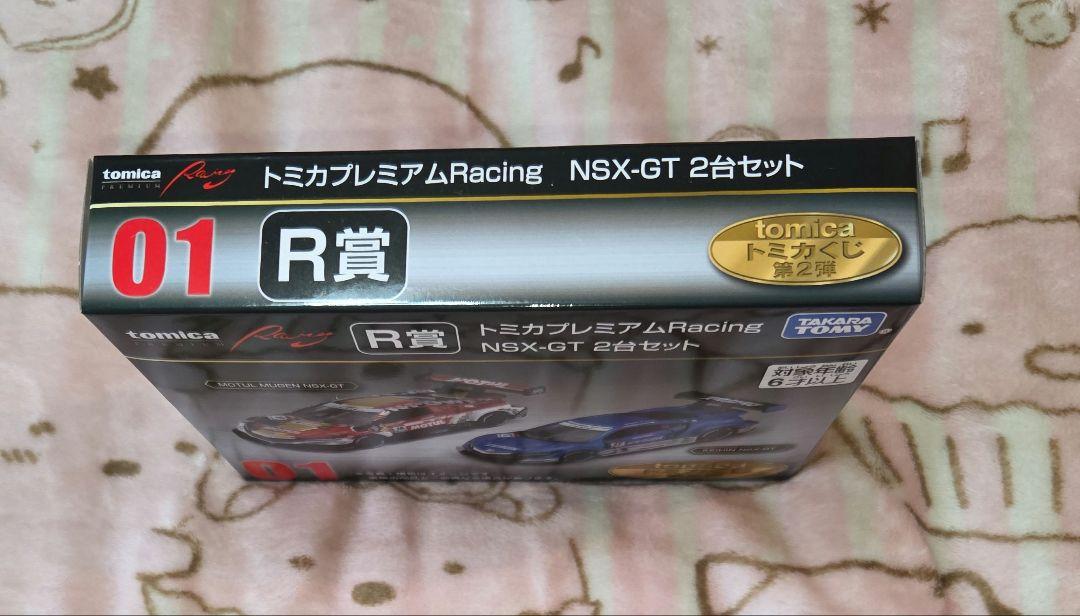 tomica
PREMIUM
Racing
トミカプレミアムRacing NSX-GT 2台セット
01
R賞
tomica
トミカくじ
第2弾
tomica
Racing
R賞
トミカプレミアムRacing
NSX-GT 2台セット
TAKARA
TOMY
対象年齢
6才以上
MOTUL MUGEN NSX-GT
MOTUL
MOTUL
KEIHIN NSX-GT
01
tomica